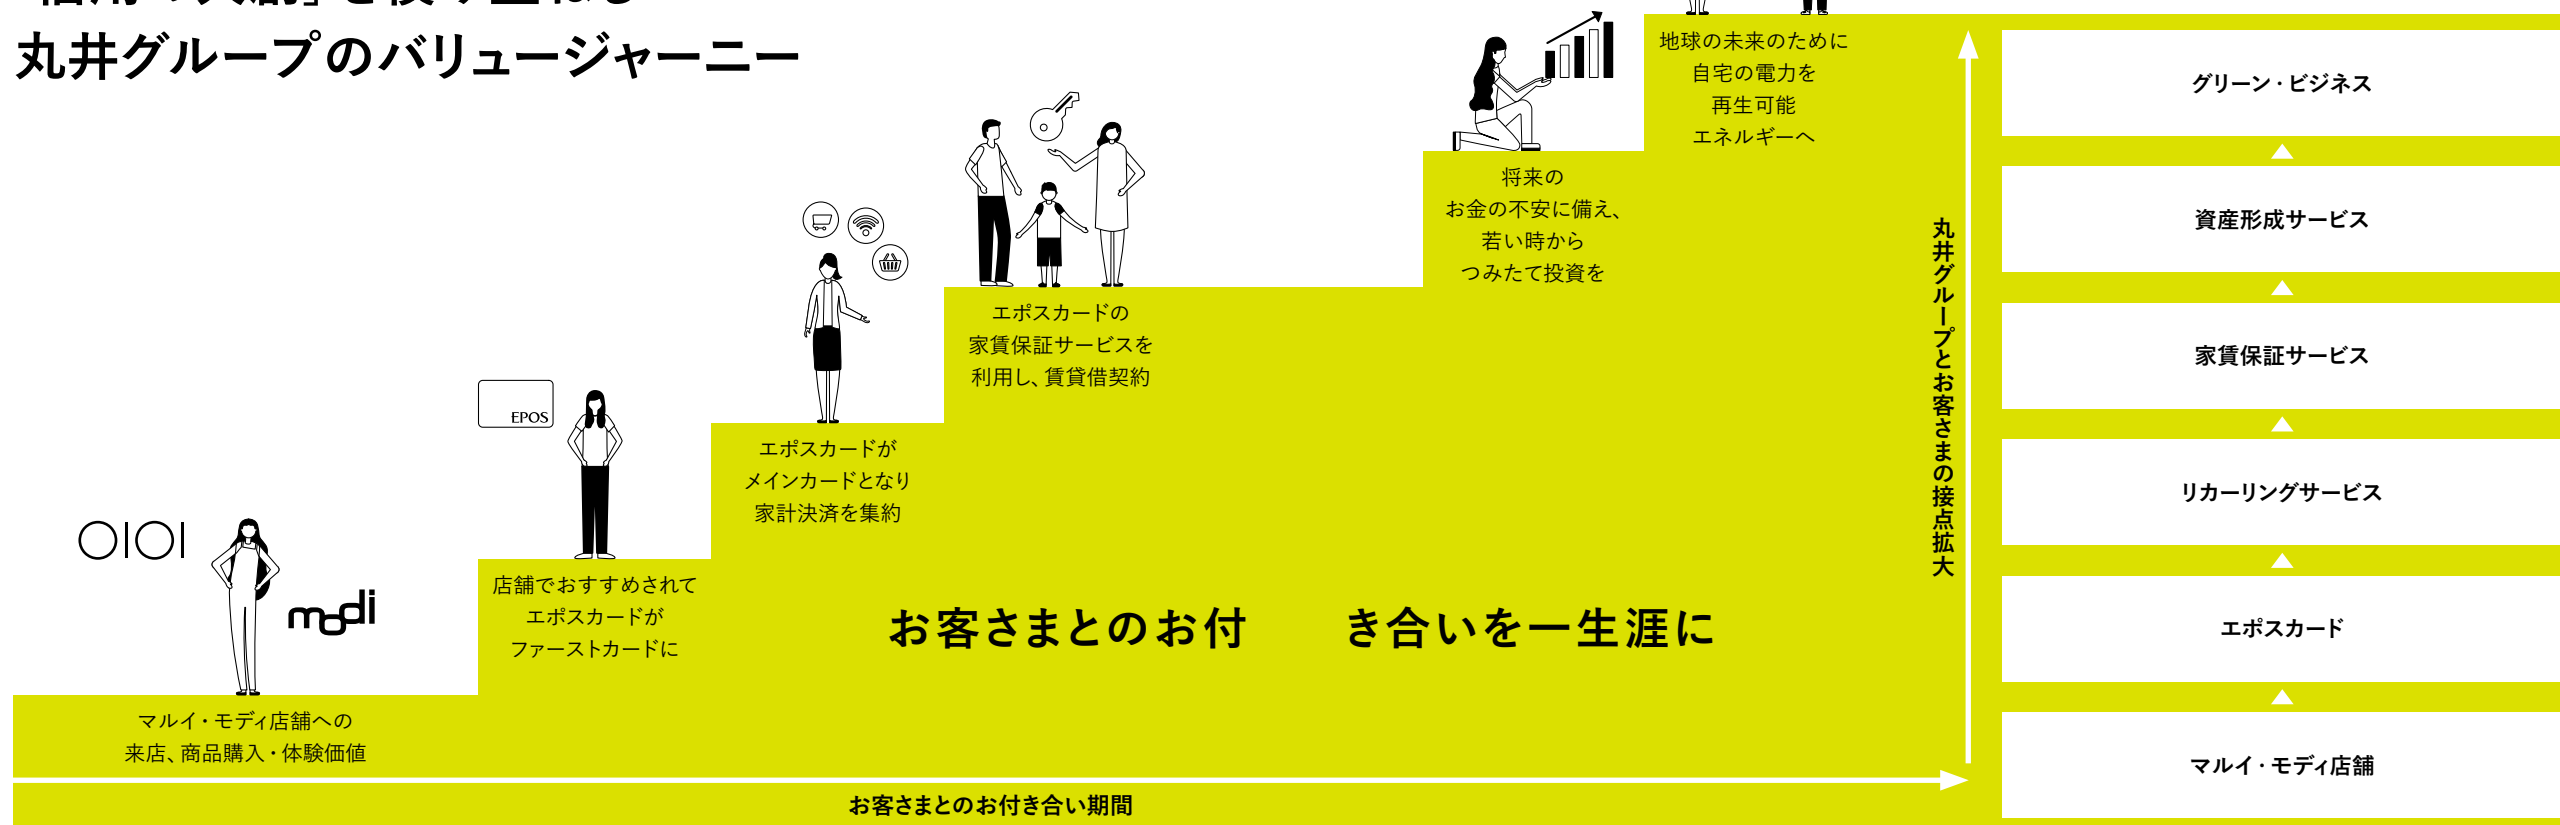 丸井グループのバリュージャーニー
地球の未来のために
自宅の電力を
再生可能
エネルギーへ
将来の
お金の不安に備え、
若い時から
つみたて投資を
エポスカードの
家賃保証サービスを
利用し、賃貸借契約
エポスカードが
メインカードとなり
家計決済を集約
EPOS
店舗でおすすめされて
エポスカードが
ファーストカードに
OIOI
modi
マルイ・モディ店舗への
来店、商品購入・体験価値
お客さまとのお付き合いを一生涯に
お客さまとのお付き合い期間
丸井グループとお客さまの接点拡大
グリーン・ビジネス
資産形成サービス
家賃保証サービス
リカーリングサービス
エポスカード
マルイ・モディ店舗